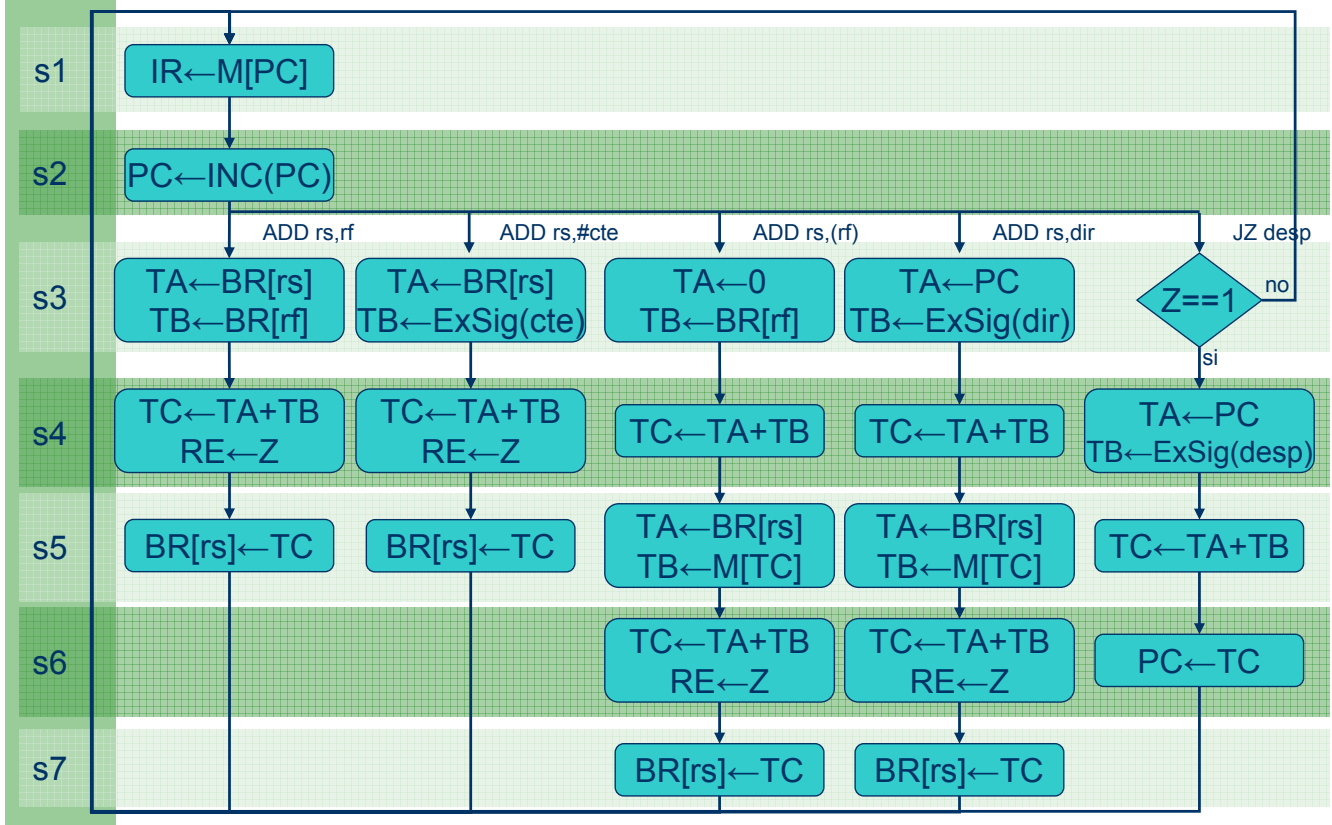 s1
IR←M[PC]
s2
PC←INC(PC)
ADD rs,rf
ADD rs,#cte
ADD rs,(rf)
ADD rs,dir
JZ desp
s3
TA←BR[rs]
TB←BR[rf]
TA←BR[rs]
TB←ExSig(cte)
TA←0
TB←BR[rf]
TA←PC
TB←ExSig(dir)
Z==1
no
si
s4
TC←TA+TB
RE←Z
TC←TA+TB
RE←Z
TC←TA+TB
TC←TA+TB
TA←PC
TB←ExSig(desp)
s5
BR[rs]←TC
BR[rs]←TC
TA←BR[rs]
TB←M[TC]
TA←BR[rs]
TB←M[TC]
TC←TA+TB
s6
TC←TA+TB
RE←Z
TC←TA+TB
RE←Z
PC←TC
s7
BR[rs]←TC
BR[rs]←TC